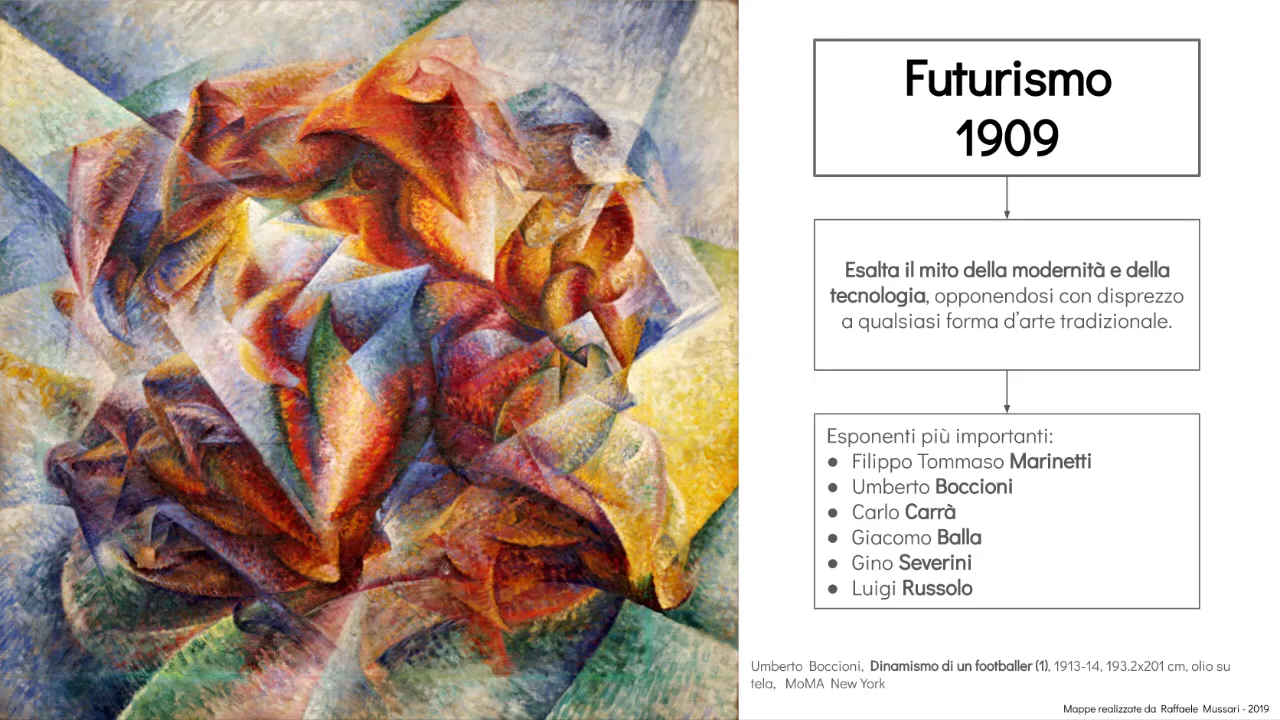 Futurismo
1909
Esalta il mito della modernità e della
tecnologia, opponendosi con disprezzo
a qualsiasi forma d'arte tradizionale.
Esponenti più importanti:
● Filippo Tommaso Marinetti
● Umberto Boccioni
● Carlo Carrà
● Giacomo Balla
● Gino Severini
● Luigi Russolo
Umberto Boccioni, Dinamismo di un footballer (1), 1913-14, 193.2x201 cm, olio su
tela, MoMA New York
Mappe realizzate da Raffaele Mussari - 2019